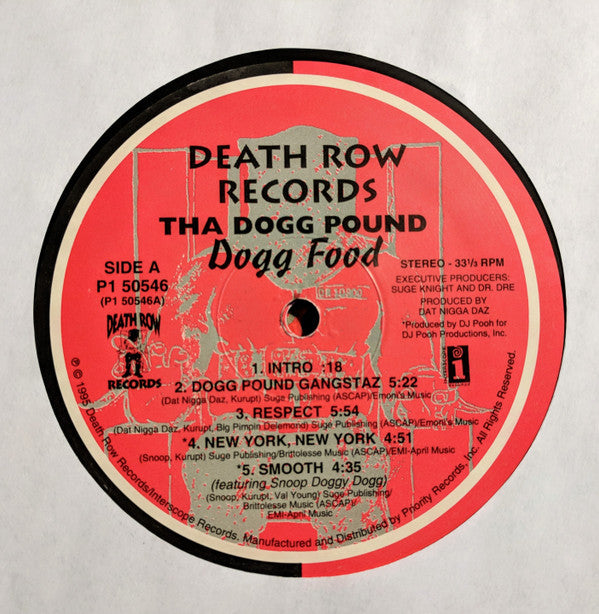 DEATH ROW
RECORDS
THA DOGG POUND
Dogg Food
SIDE A
P1 50546
(P1 50546A)
DEATH ROW
RECORDS
STEREO - 33⅓ RPM
EXECUTIVE PRODUCERS:
SUGE KNIGHT AND DR. DRE
PRODUCED BY
DAT NIGGA DAZ
*Produced by DJ Pooh for
DJ Pooh Productions, Inc.
INTERSCOPE
RECORDS
i
1. INTRO :18
2. DOGG POUND GANGSTAZ 5:22
(Dat Nigga Daz, Kurupt) Suge Publishing (ASCAP)/Emoni's Music
3. RESPECT 5:54
(Dat Nigga Daz, Kurupt, Big Pimpin Delemond) Suge Publishing (ASCAP)/Emoni's Music
*4. NEW YORK, NEW YORK 4:51
(Snoop, Kurupt) Suge Publishing/Brittolesse Music (ASCAP)/EMI-April Music
*5. SMOOTH 4:35
(featuring Snoop Doggy Dogg)
(Snoop, Kurupt, Val Young) Suge Publishing/
Brittolesse Music (ASCAP)/
EMI-April Music
℗ © 1995 Death Row Records/Interscope Records. Manufactured and Distributed by Priority Records, Inc. All Rights Reserved.